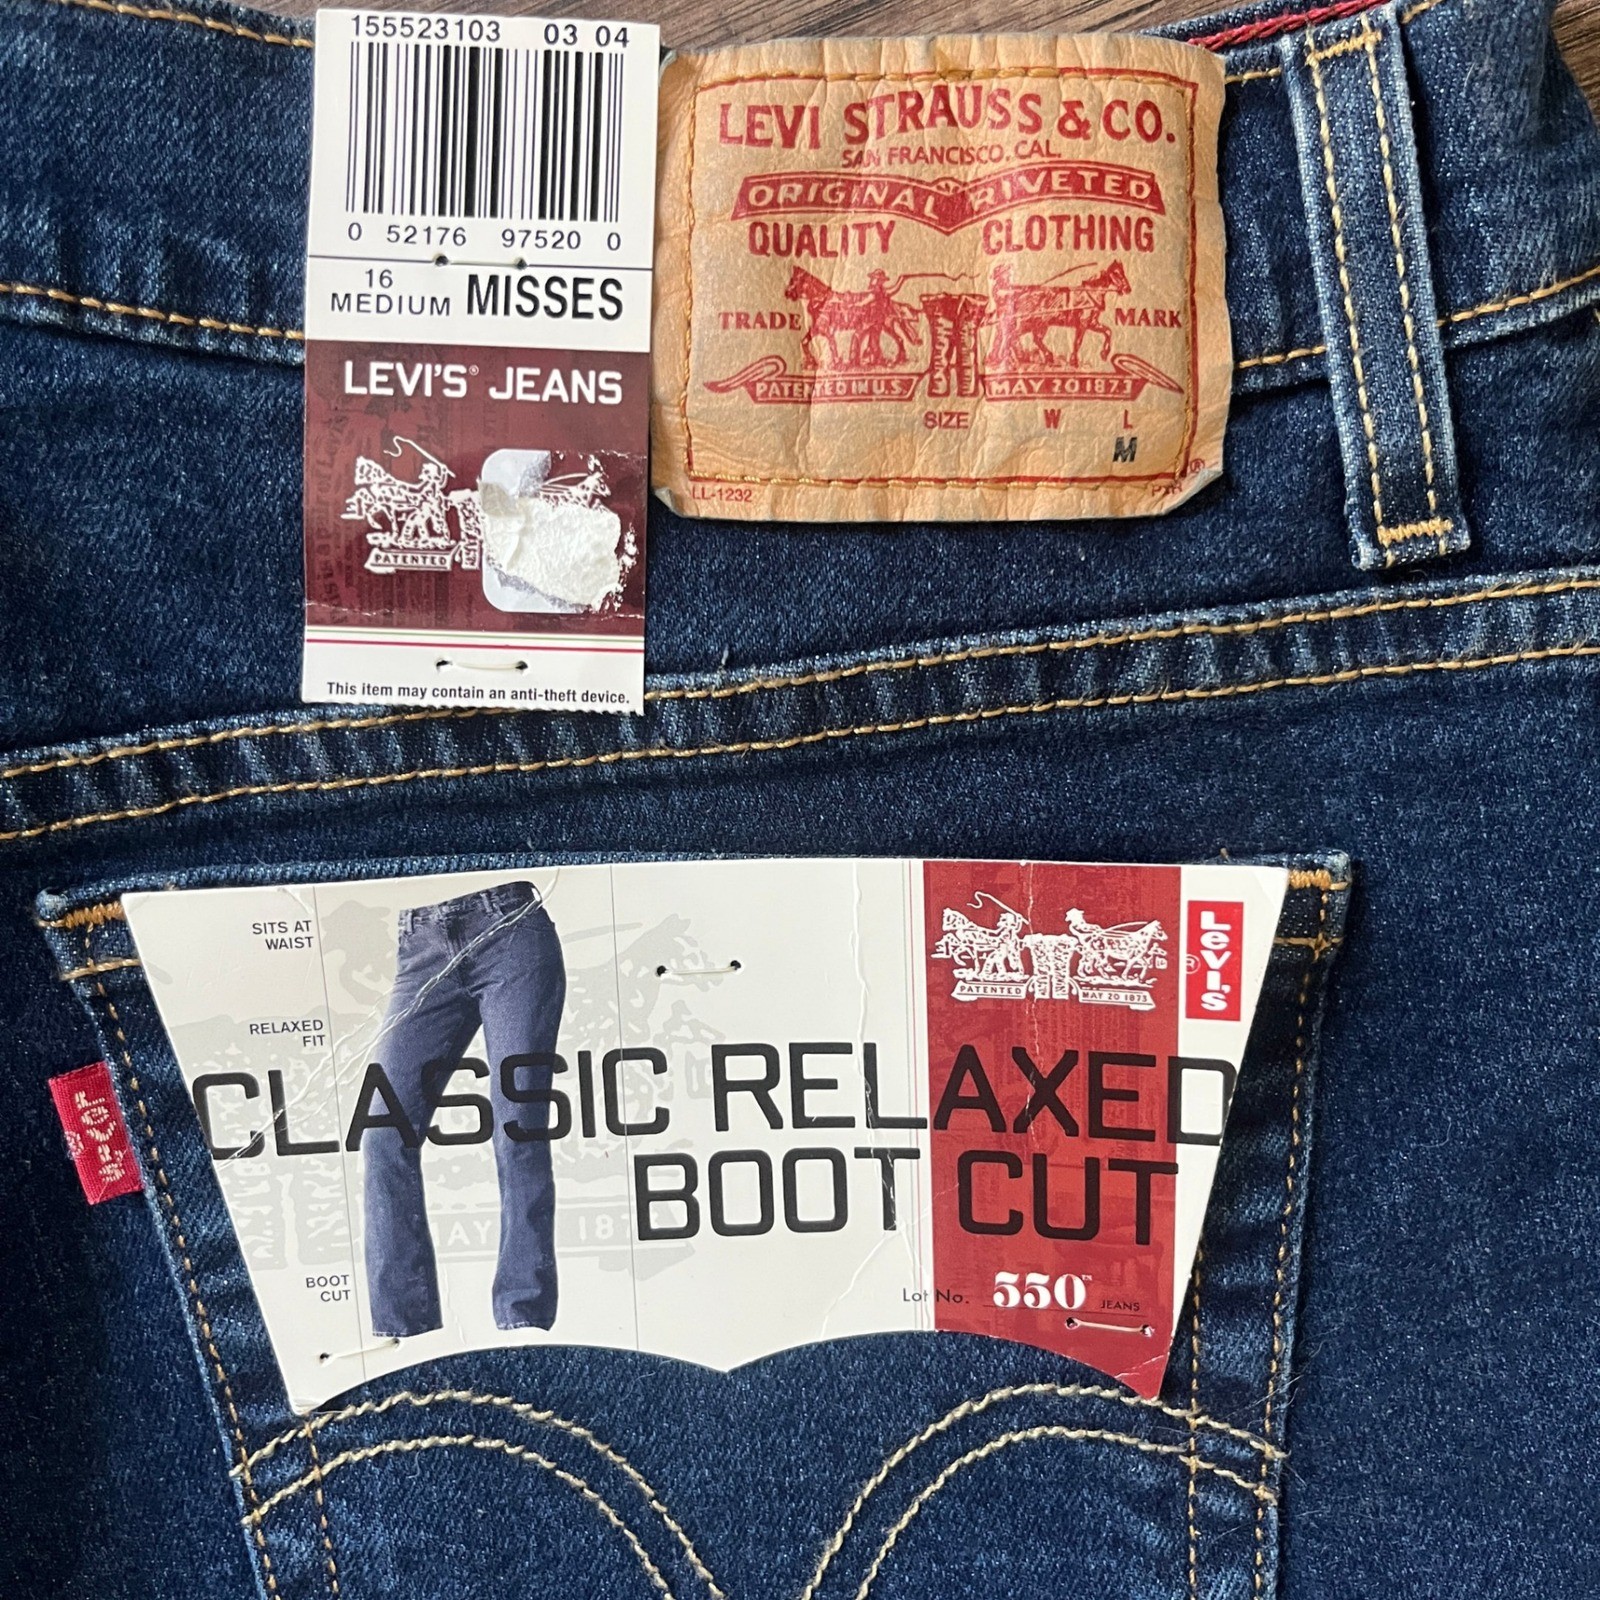 155523103 03 04
0 52176 97520 0
16
MEDIUM MISSES
LEVI'S® JEANS
PATENTED
This item may contain an anti-theft device.
LEVI STRAUSS & CO.
SAN FRANCISCO, CAL.
ORIGINAL RIVETED
QUALITY CLOTHING
TRADE MARK
PATENTED IN U.S. MAY 20 1873
SIZE W L
M
LL-1232
®
SITS AT
WAIST
RELAXED
FIT
BOOT
CUT
PATENTED MAY 20 1873
Levi's
®
CLASSIC RELAXED
BOOT CUT
Lot No. 550™ JEANS
LEVI'S
®